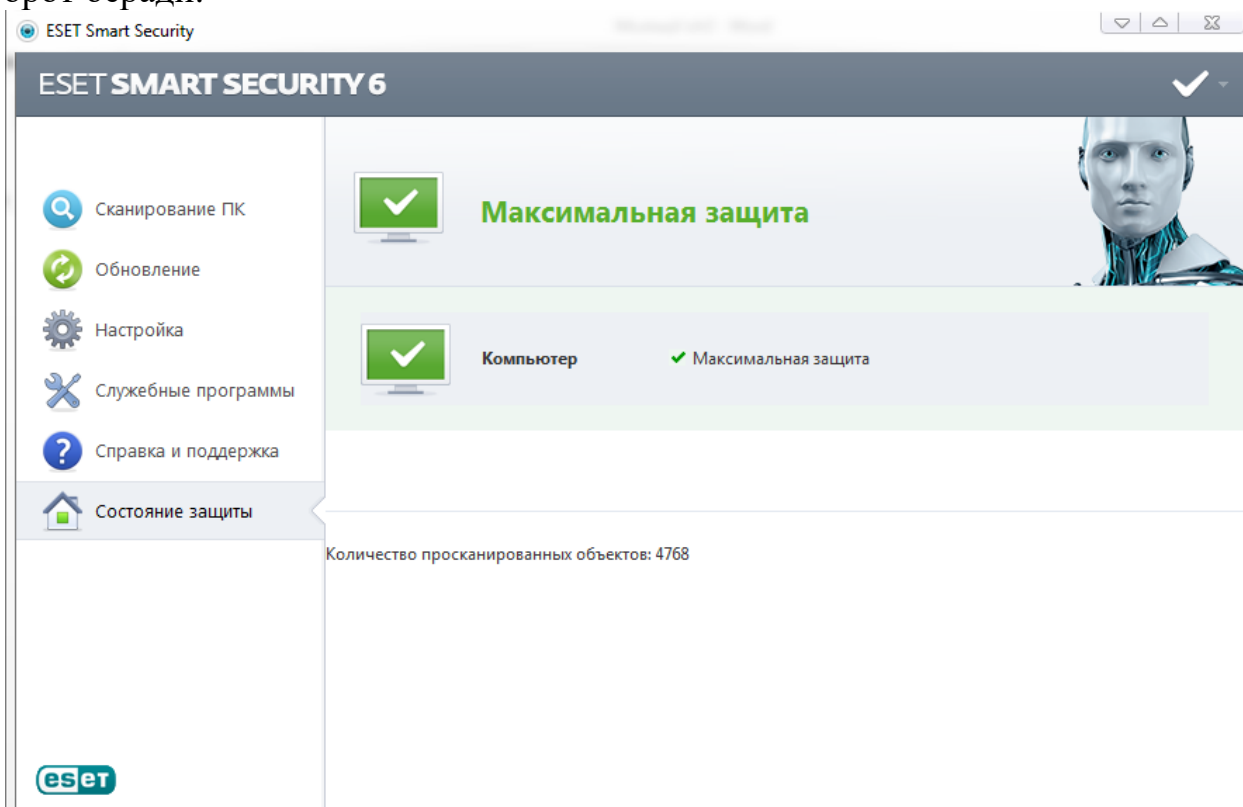 ESET Smart Security
ESET SMART SECURITY 6
Максимальная защита
Сканирование ПК
Обновление
Настройка
Служебные программы
Справка и поддержка
Состояние защиты
Компьютер
Максимальная защита
Количество просканированных объектов: 4768
eset